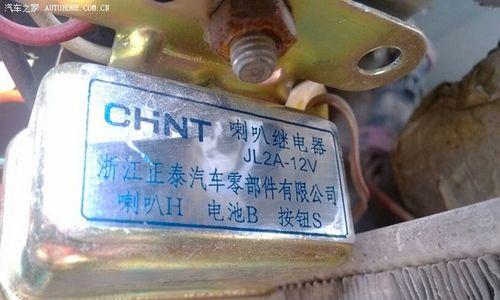 汽车之家 AUTOHOME.COM.CN
CHNT 喇叭继电器
JL2A-12V
浙江正泰汽车零部件有限公司
喇叭H 电池B 按钮S